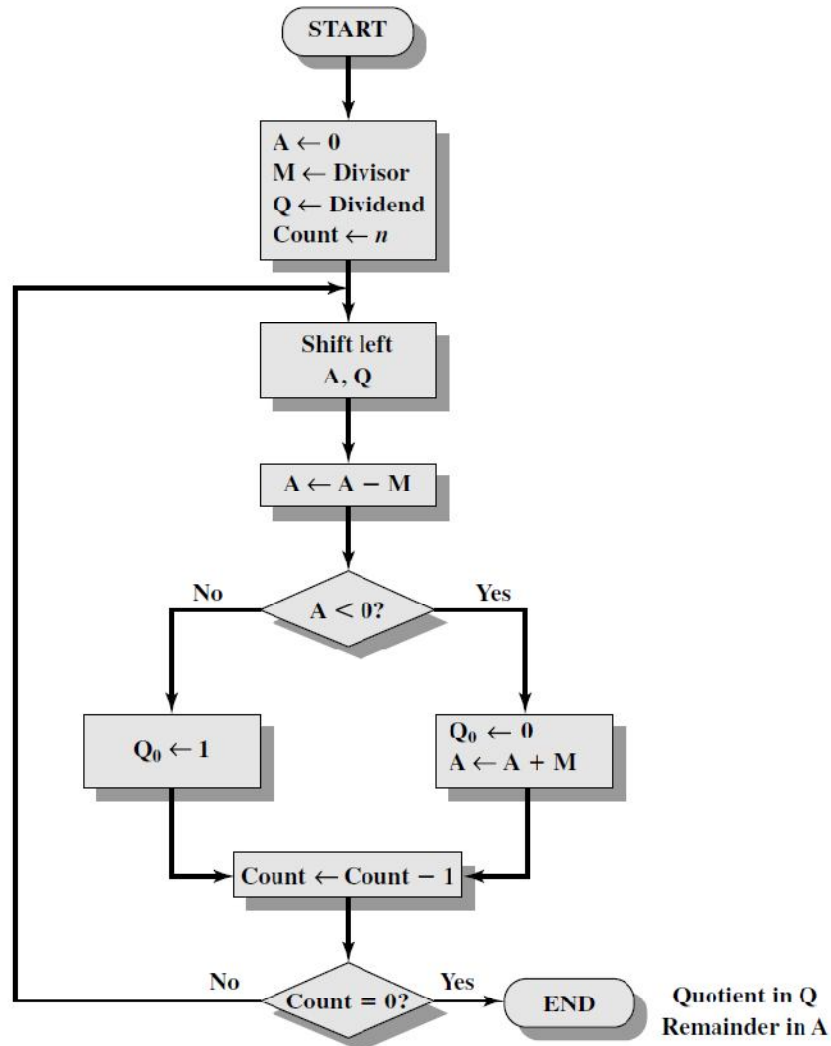 START
A ← 0
M ← Divisor
Q ← Dividend
Count ← n
Shift left
A, Q
A ← A − M
No
A < 0?
Yes
Q₀ ← 1
Q₀ ← 0
A ← A + M
Count ← Count − 1
No
Count = 0?
Yes
END
Quotient in Q
Remainder in A